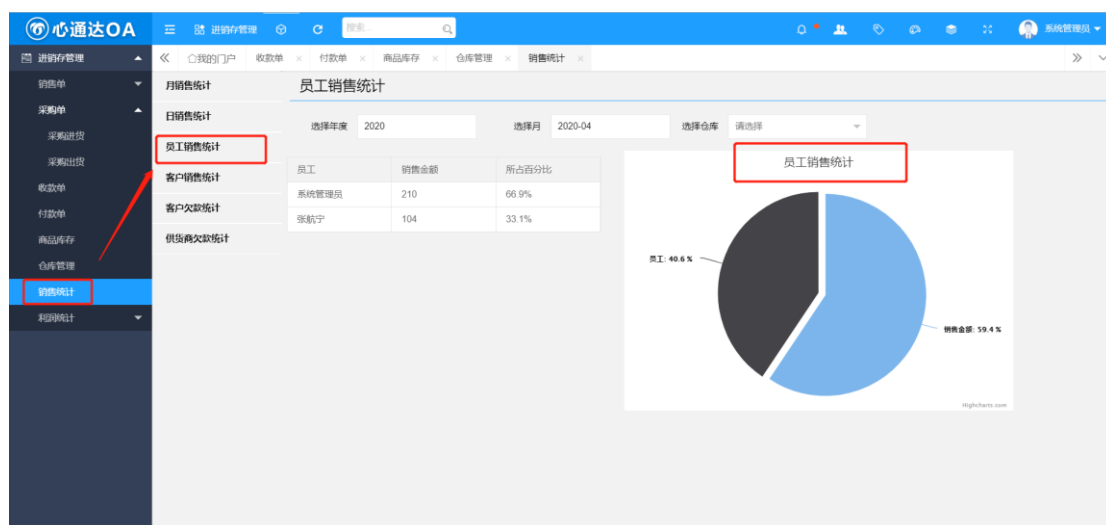 心通达OA
进销存管理
搜索...
系统管理员
进销存管理
我的门户
收款单
付款单
商品库存
仓库管理
销售统计
销售单
采购单
采购进货
采购出货
收款单
付款单
商品库存
仓库管理
销售统计
利润统计
月销售统计
日销售统计
员工销售统计
客户销售统计
客户欠款统计
供货商欠款统计
员工销售统计
选择年度 2020 选择月 2020-04 选择仓库 请选择
员工 销售金额 所占百分比
系统管理员 210 66.9%
张航宁 104 33.1%
员工销售统计
员工: 40.6 %
销售金额: 59.4 %
Highcharts.com